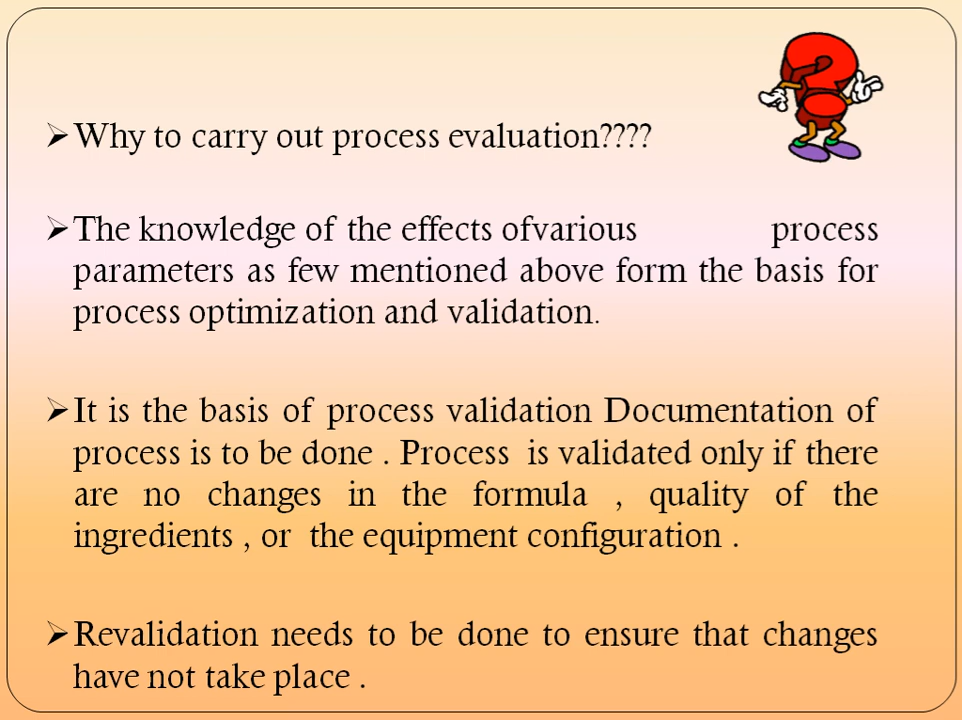 ➢Why to carry out process evaluation????
➢The knowledge of the effects ofvarious process
parameters as few mentioned above form the basis for
process optimization and validation.
➢It is the basis of process validation Documentation of
process is to be done . Process is validated only if there
are no changes in the formula , quality of the
ingredients , or the equipment configuration .
➢Revalidation needs to be done to ensure that changes
have not take place .